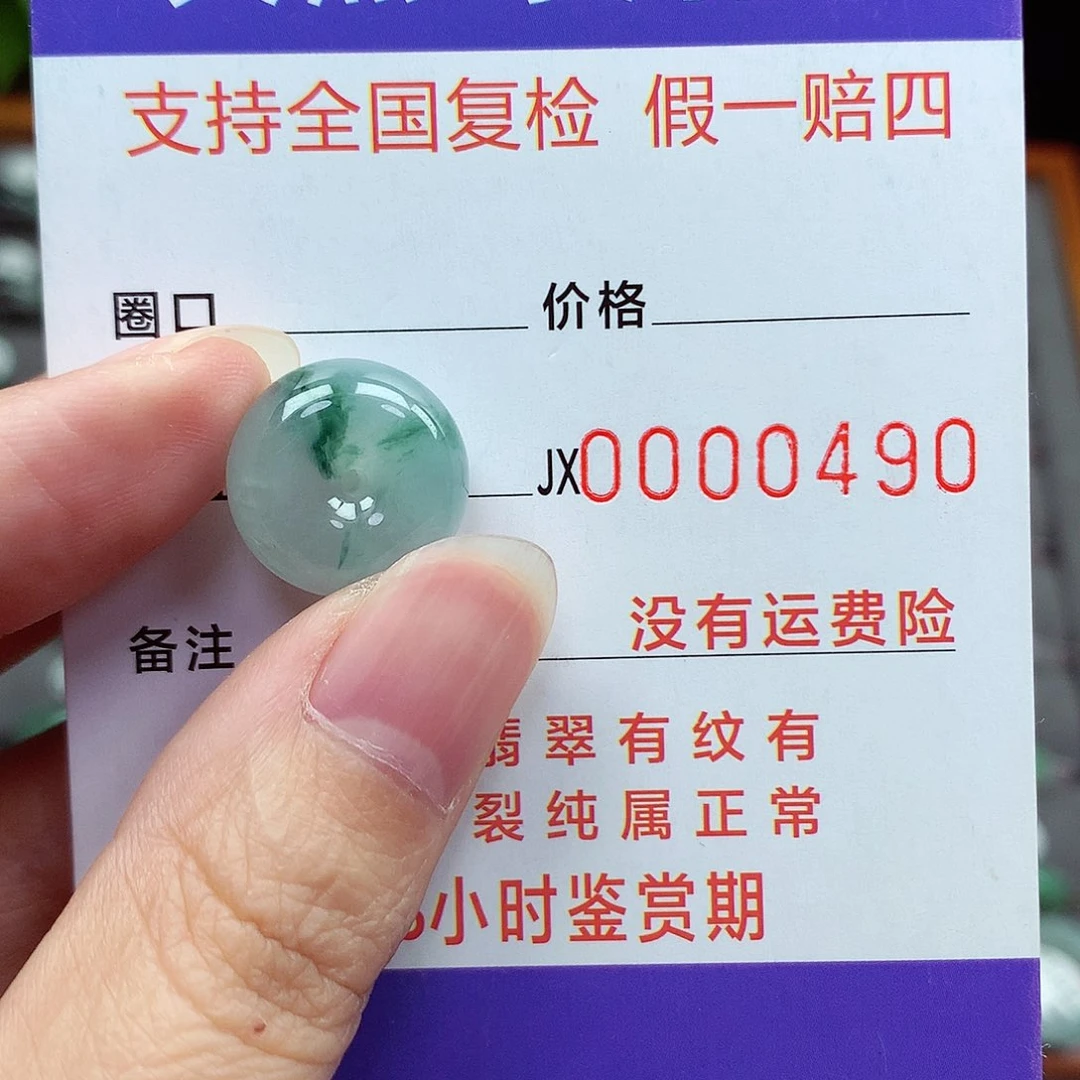 支持全国复检 假一赔四
圈口 价格
JX0000490
备注 没有运费险
翡翠有纹有
裂纯属正常
小时鉴赏期